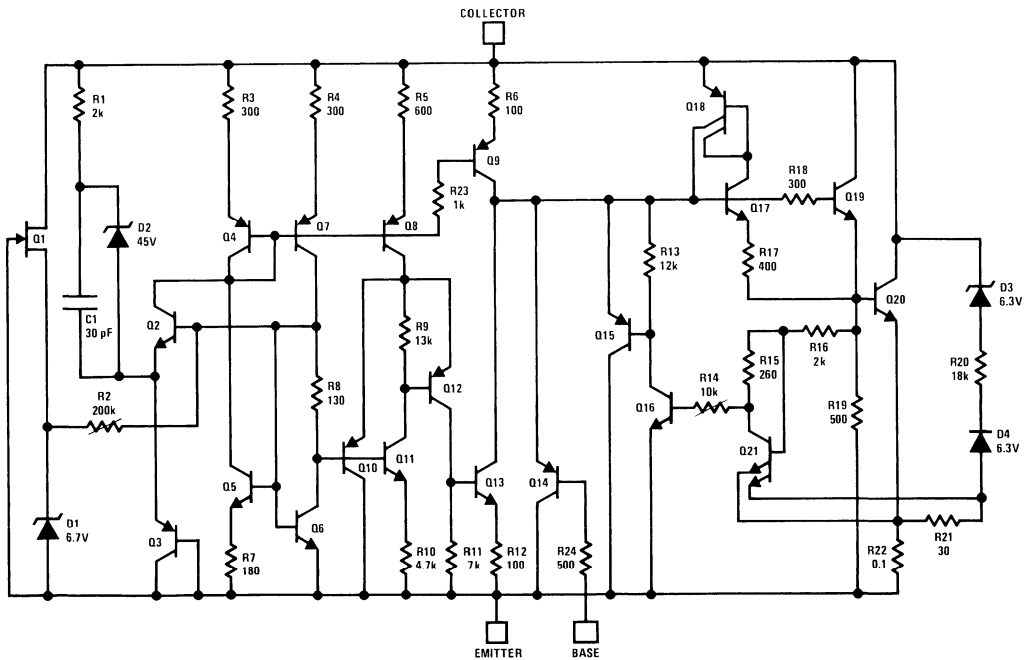 COLLECTOR
R1
2k
R3
300
R4
300
R5
600
R6
100
Q18
Q9
R23
1k
R18
300
Q19
Q17
Q1
D2
45V
Q4
Q7
Q8
R13
12k
R17
400
Q20
D3
6.3V
C1
30 pF
Q2
R9
13k
Q15
R16
2k
R15
260
R20
18k
R2
200k
R8
130
Q12
R14
10k
Q16
R19
500
D4
6.3V
Q21
Q10
Q11
Q5
Q13
Q14
D1
6.7V
Q3
Q6
R21
30
R7
180
R10
4.7k
R11
7k
R12
100
R24
500
R22
0.1
EMITTER
BASE